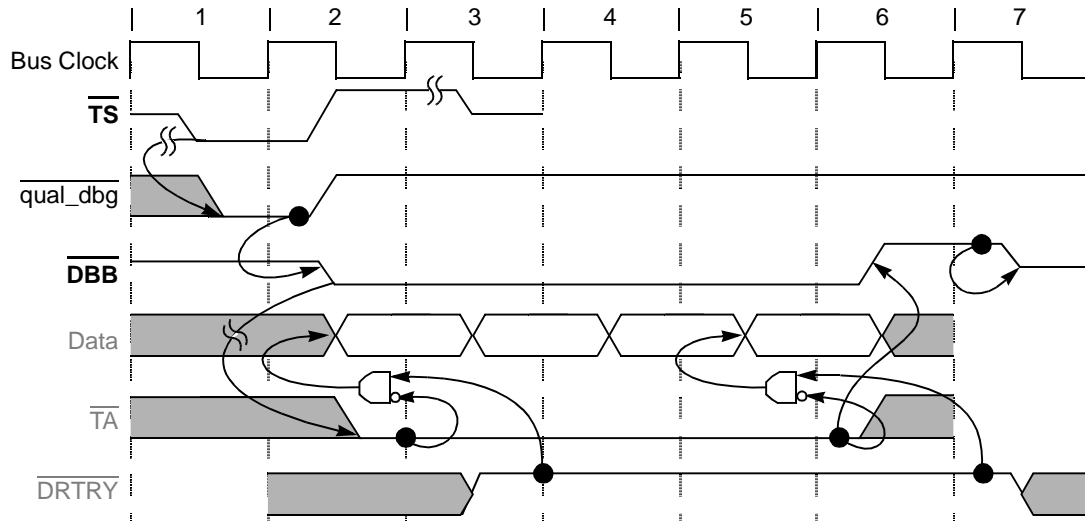 1 2 3 4 5 6 7
Bus Clock
TS
qual_dbg
DBB
Data
TA
DRTRY